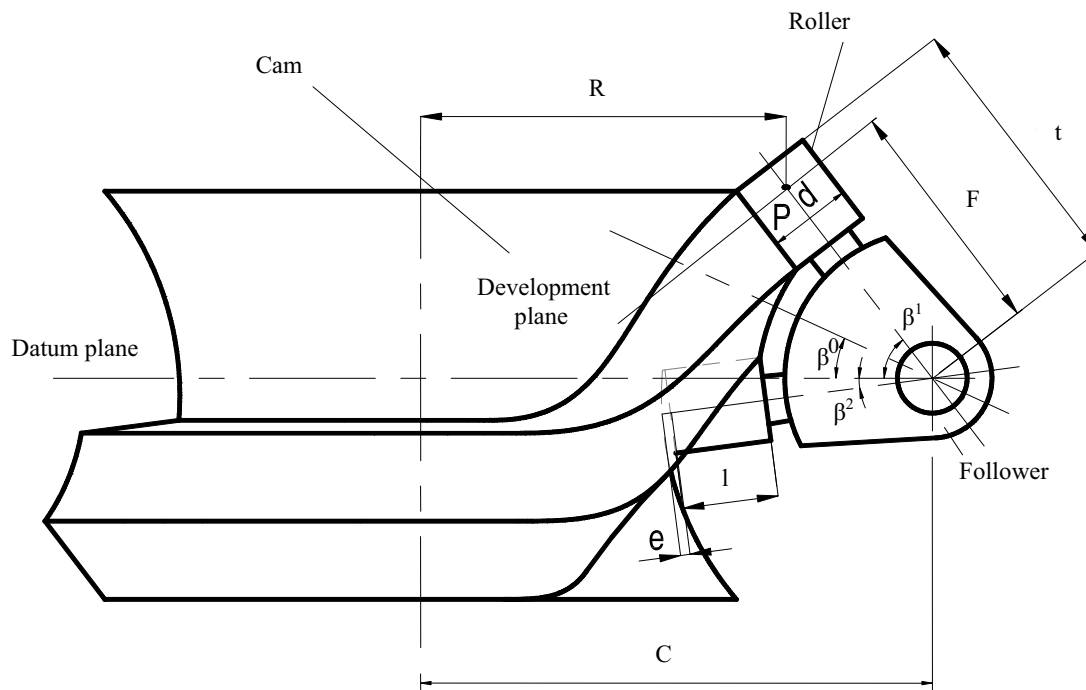 Roller
Cam
R
t
F
d
P
Development
plane
β1
Datum plane
β0
β2
Follower
l
e
C